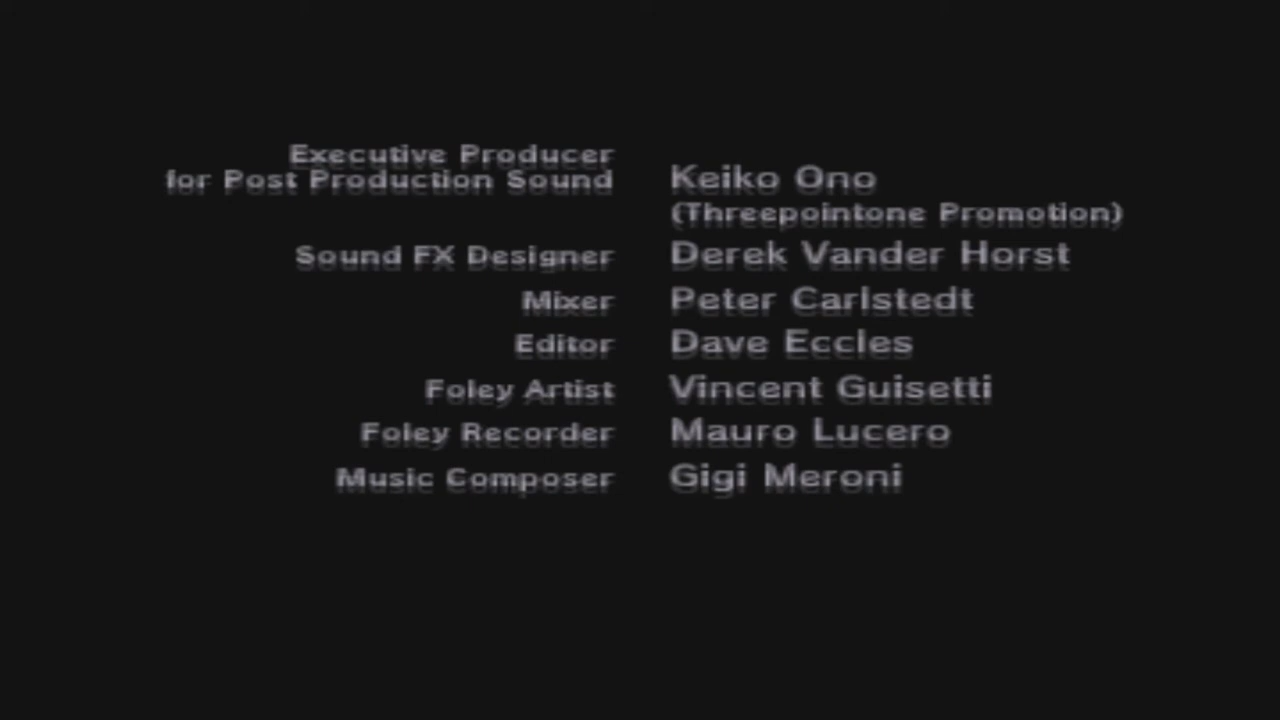 Executive Producer
for Post Production Sound Keiko Ono
(Threepointone Promotion)
Sound FX Designer Derek Vander Horst
Mixer Peter Carlstedt
Editor Dave Eccles
Foley Artist Vincent Guisetti
Foley Recorder Mauro Lucero
Music Composer Gigi Meroni